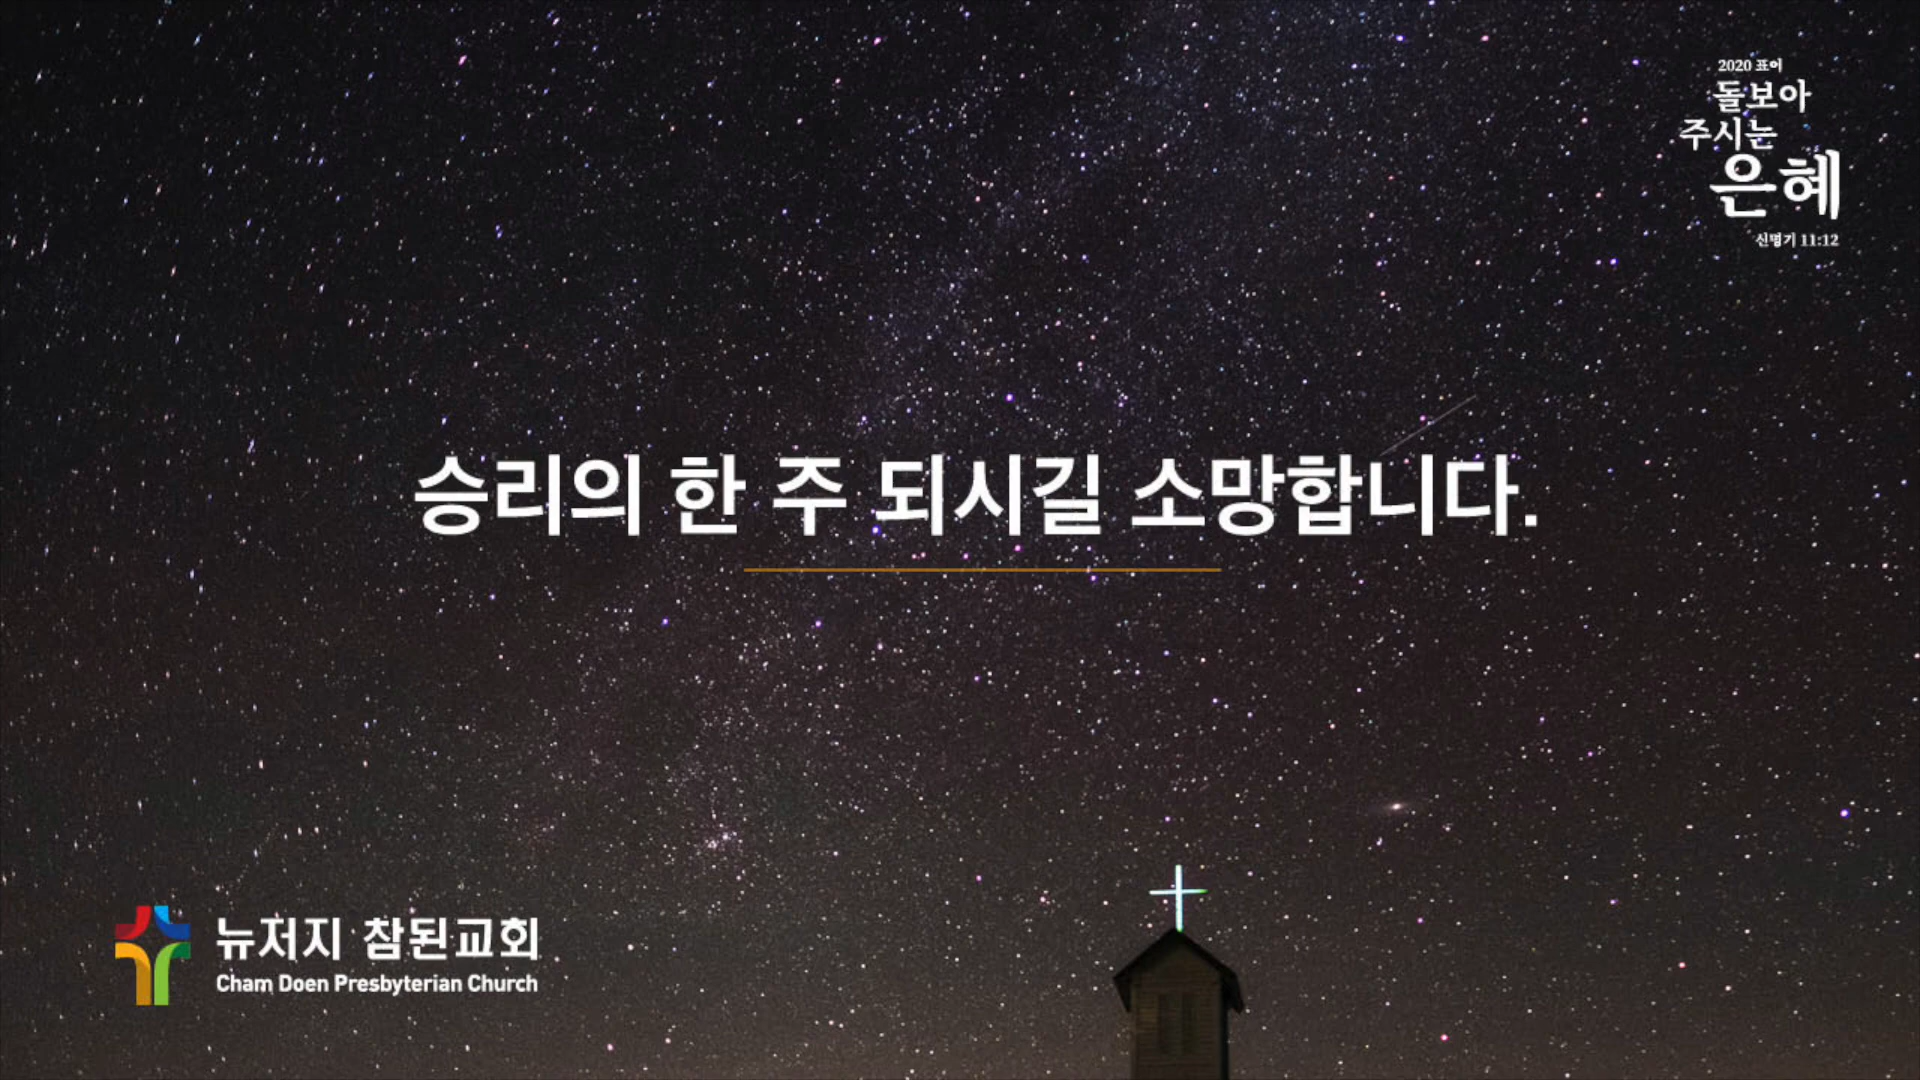 2020 표어
돌보아
주시는
은혜
신명기 11:12
승리의 한 주 되시길 소망합니다.
뉴저지 참된교회
Cham Doen Presbyterian Church